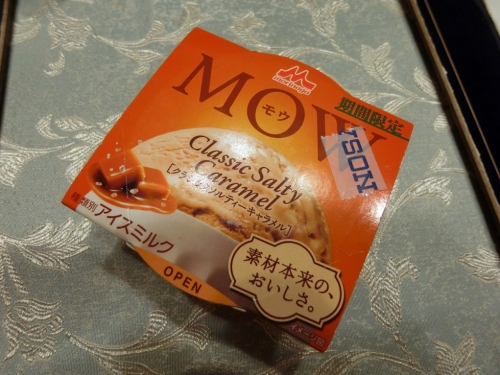 morinaga
MOW
モウ
期間限定
Classic Salty
Caramel
[クラシックソルティーキャラメル]
種類別 アイスミルク
素材本来の、
おいしさ。
OPEN